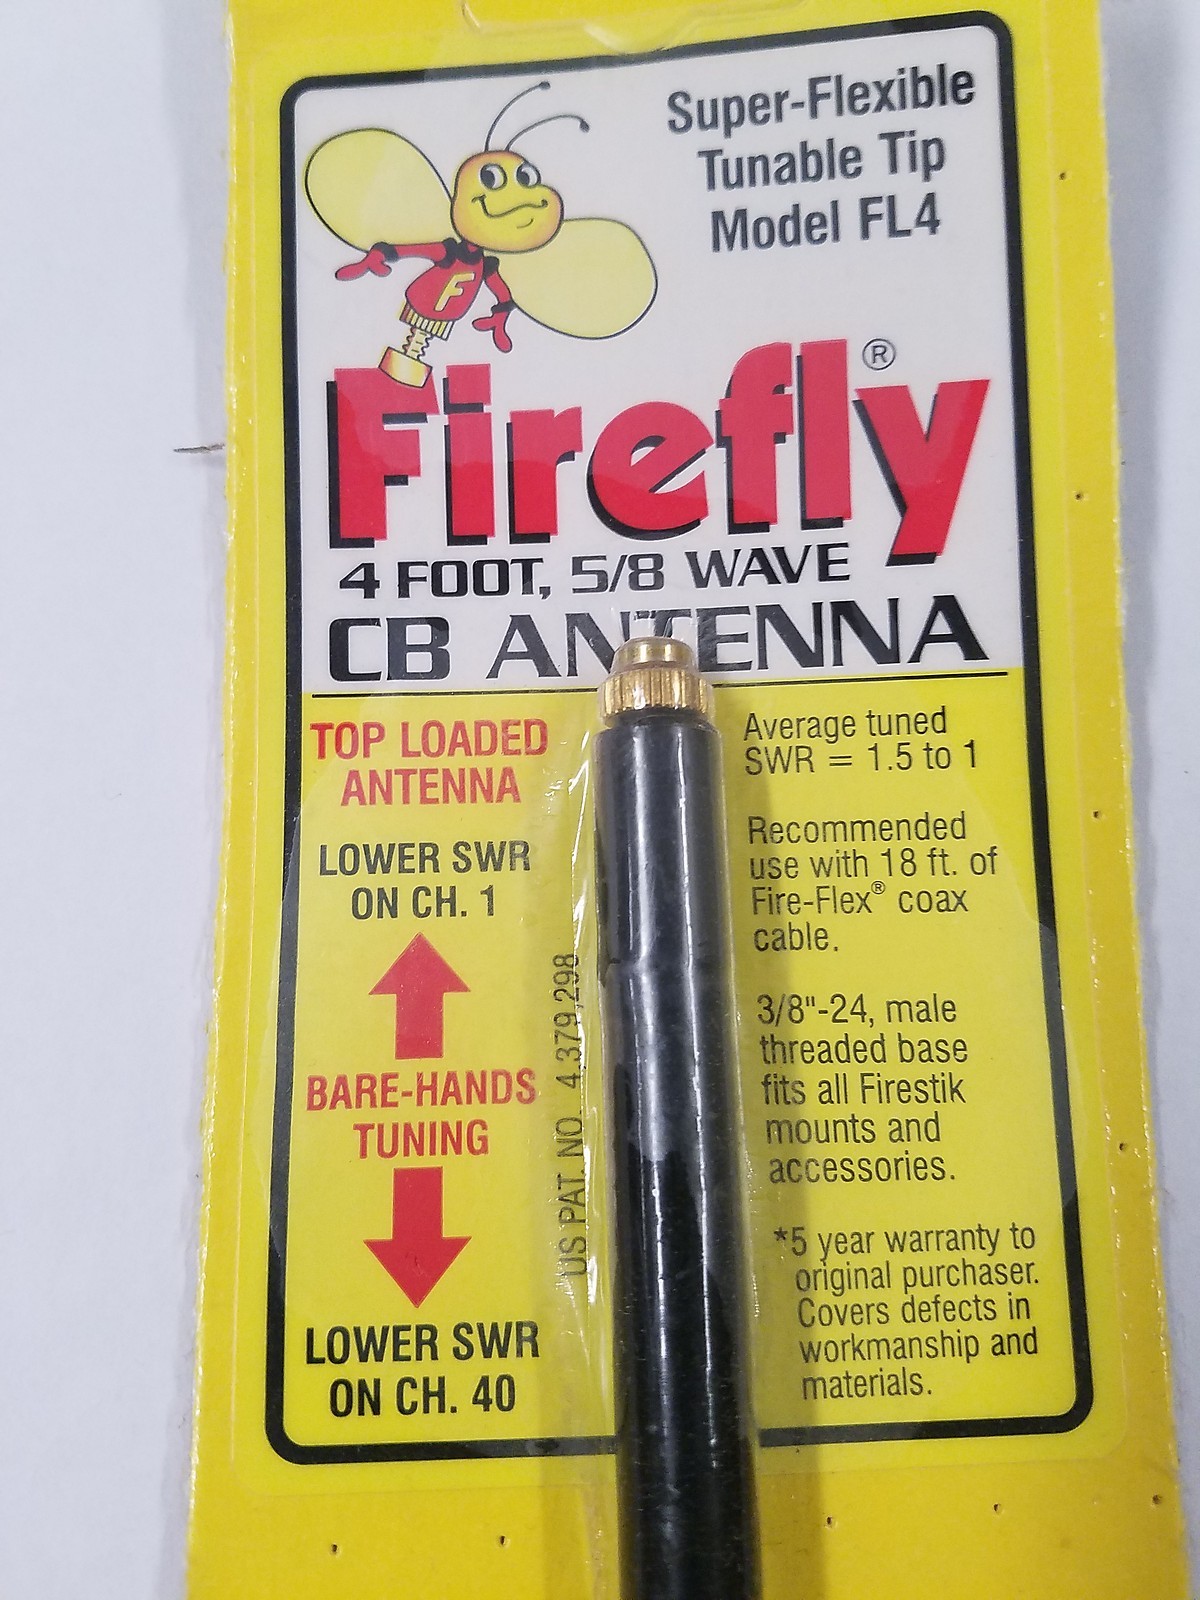 Super-Flexible
Tunable Tip
Model FL4
F
Firefly®
4 FOOT, 5/8 WAVE
CB ANTENNA
TOP LOADED
ANTENNA
LOWER SWR
ON CH. 1
BARE-HANDS
TUNING
LOWER SWR
ON CH. 40
US PAT. NO. 4,379,298
Average tuned
SWR = 1.5 to 1
Recommended
use with 18 ft. of
Fire-Flex® coax
cable.
3/8"-24, male
threaded base
fits all Firestik
mounts and
accessories.
*5 year warranty to
original purchaser.
Covers defects in
workmanship and
materials.